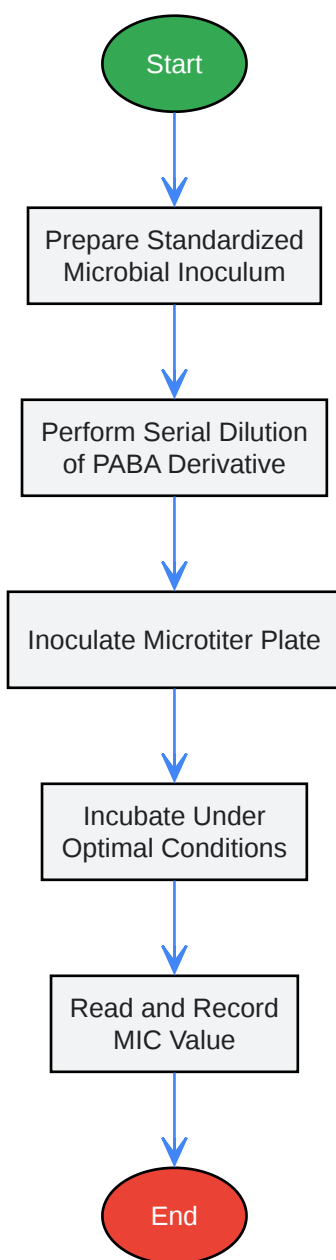 Start
Prepare Standardized
Microbial Inoculum
Perform Serial Dilution
of PABA Derivative
Inoculate Microtiter Plate
Incubate Under
Optimal Conditions
Read and Record
MIC Value
End